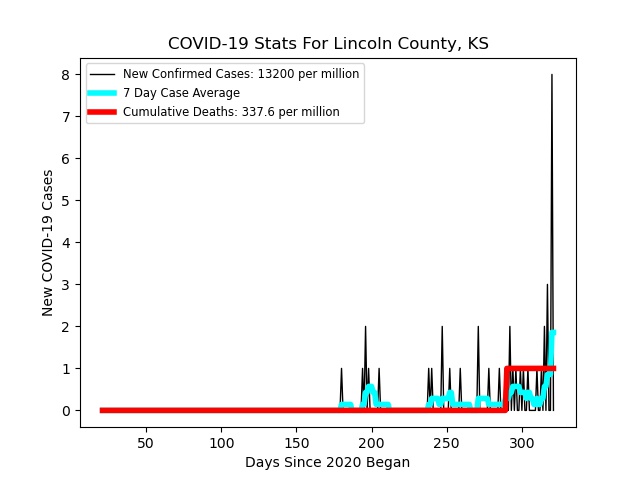 COVID-19 Stats For Lincoln County, KS
New Confirmed Cases: 13200 per million
7 Day Case Average
Cumulative Deaths: 337.6 per million
New COVID-19 Cases
8
7
6
5
4
3
2
1
0
50 100 150 200 250 300
Days Since 2020 Began